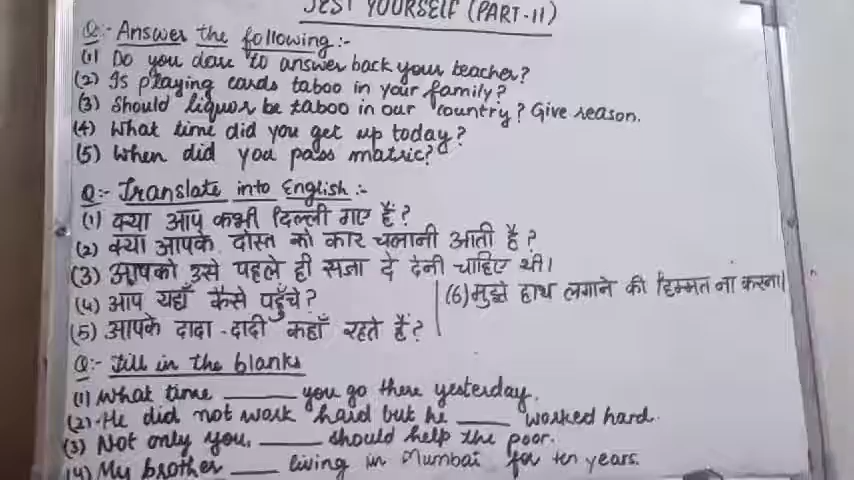 TEST YOURSELF (PART-II)
Q:- Answer the following:-
(1) Do you dare to answer back your teacher?
(2) Is playing cards taboo in your family?
(3) Should liquor be taboo in our country? Give reason.
(4) What time did you get up today?
(5) When did you pass matric?
Q:- Translate into English:-
(1) क्या आप कभी दिल्ली गए हैं?
(2) क्या आपके दोस्त को कार चलानी आती है?
(3) आपको उसे पहले ही सजा दे देनी चाहिए थी।
(4) आप यहाँ कैसे पहुँचे?
(5) आपके दादा-दादी कहाँ रहते हैं?
(6) मुझे हाथ लगाने की हिम्मत ना करना।
Q:- Fill in the blanks
(1) What time ______ you go there yesterday.
(2) He did not work hard but he ____ worked hard.
(3) Not only you, _____ should help the poor.
(4) My brother ____ living in Mumbai for ten years.